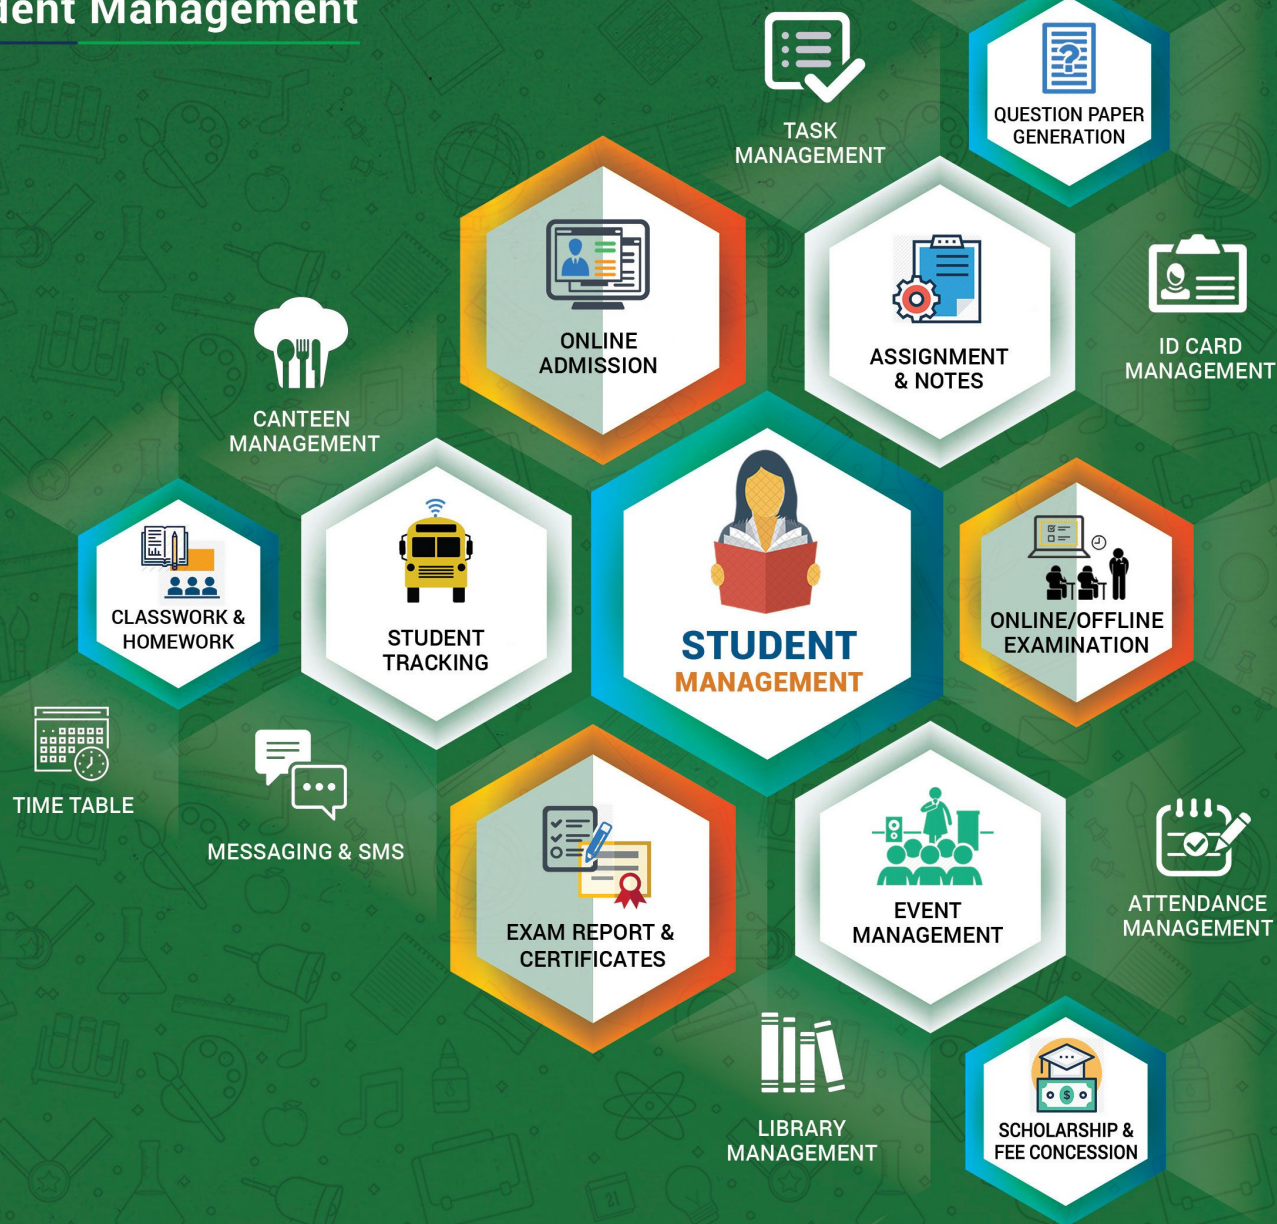 Management
TASK
MANAGEMENT
QUESTION PAPER
GENERATION
ONLINE
ADMISSION
ASSIGNMENT
& NOTES
ID CARD
MANAGEMENT
CANTEEN
MANAGEMENT
CLASSWORK &
HOMEWORK
STUDENT
TRACKING
STUDENT
MANAGEMENT
ONLINE/OFFLINE
EXAMINATION
TIME TABLE
MESSAGING & SMS
EXAM REPORT &
CERTIFICATES
EVENT
MANAGEMENT
ATTENDANCE
MANAGEMENT
LIBRARY
MANAGEMENT
SCHOLARSHIP &
FEE CONCESSION
21